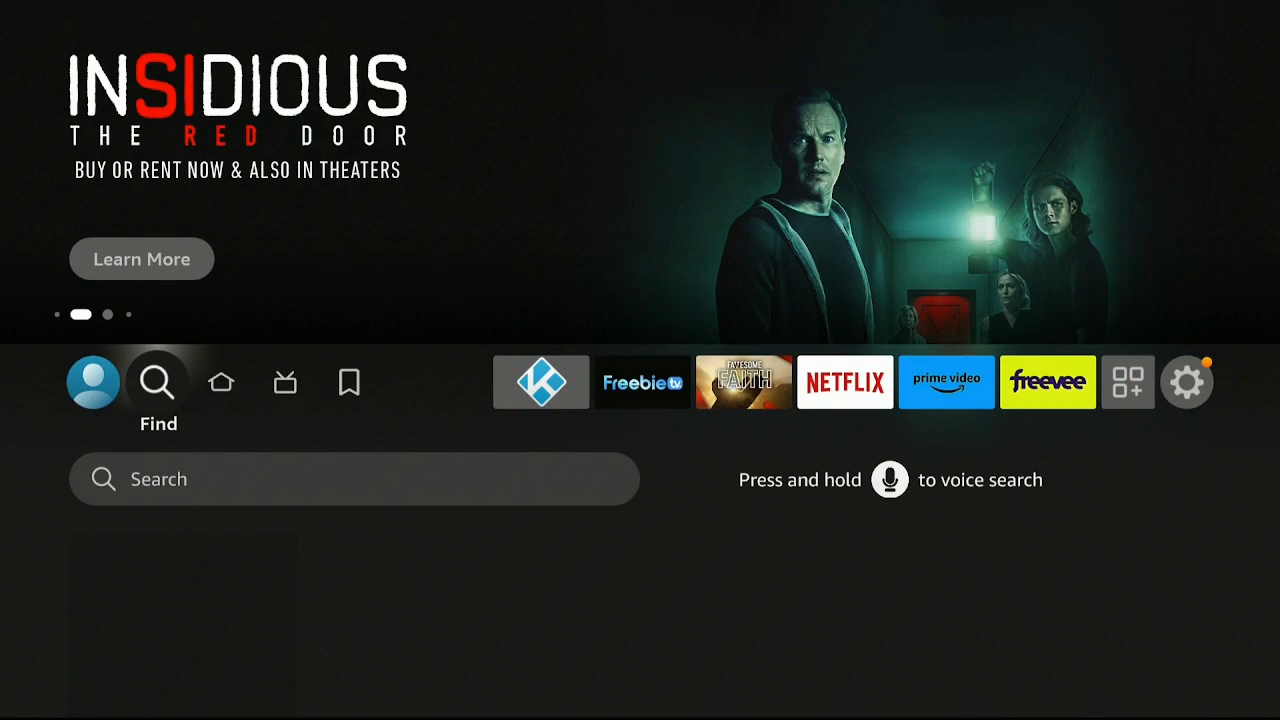 INSIDIOUS
THE RED DOOR
BUY OR RENT NOW & ALSO IN THEATERS
Learn More
Freebie tv
FAWESOME
FAITH
NETFLIX
prime video
freevee
Find
Search
Press and hold to voice search